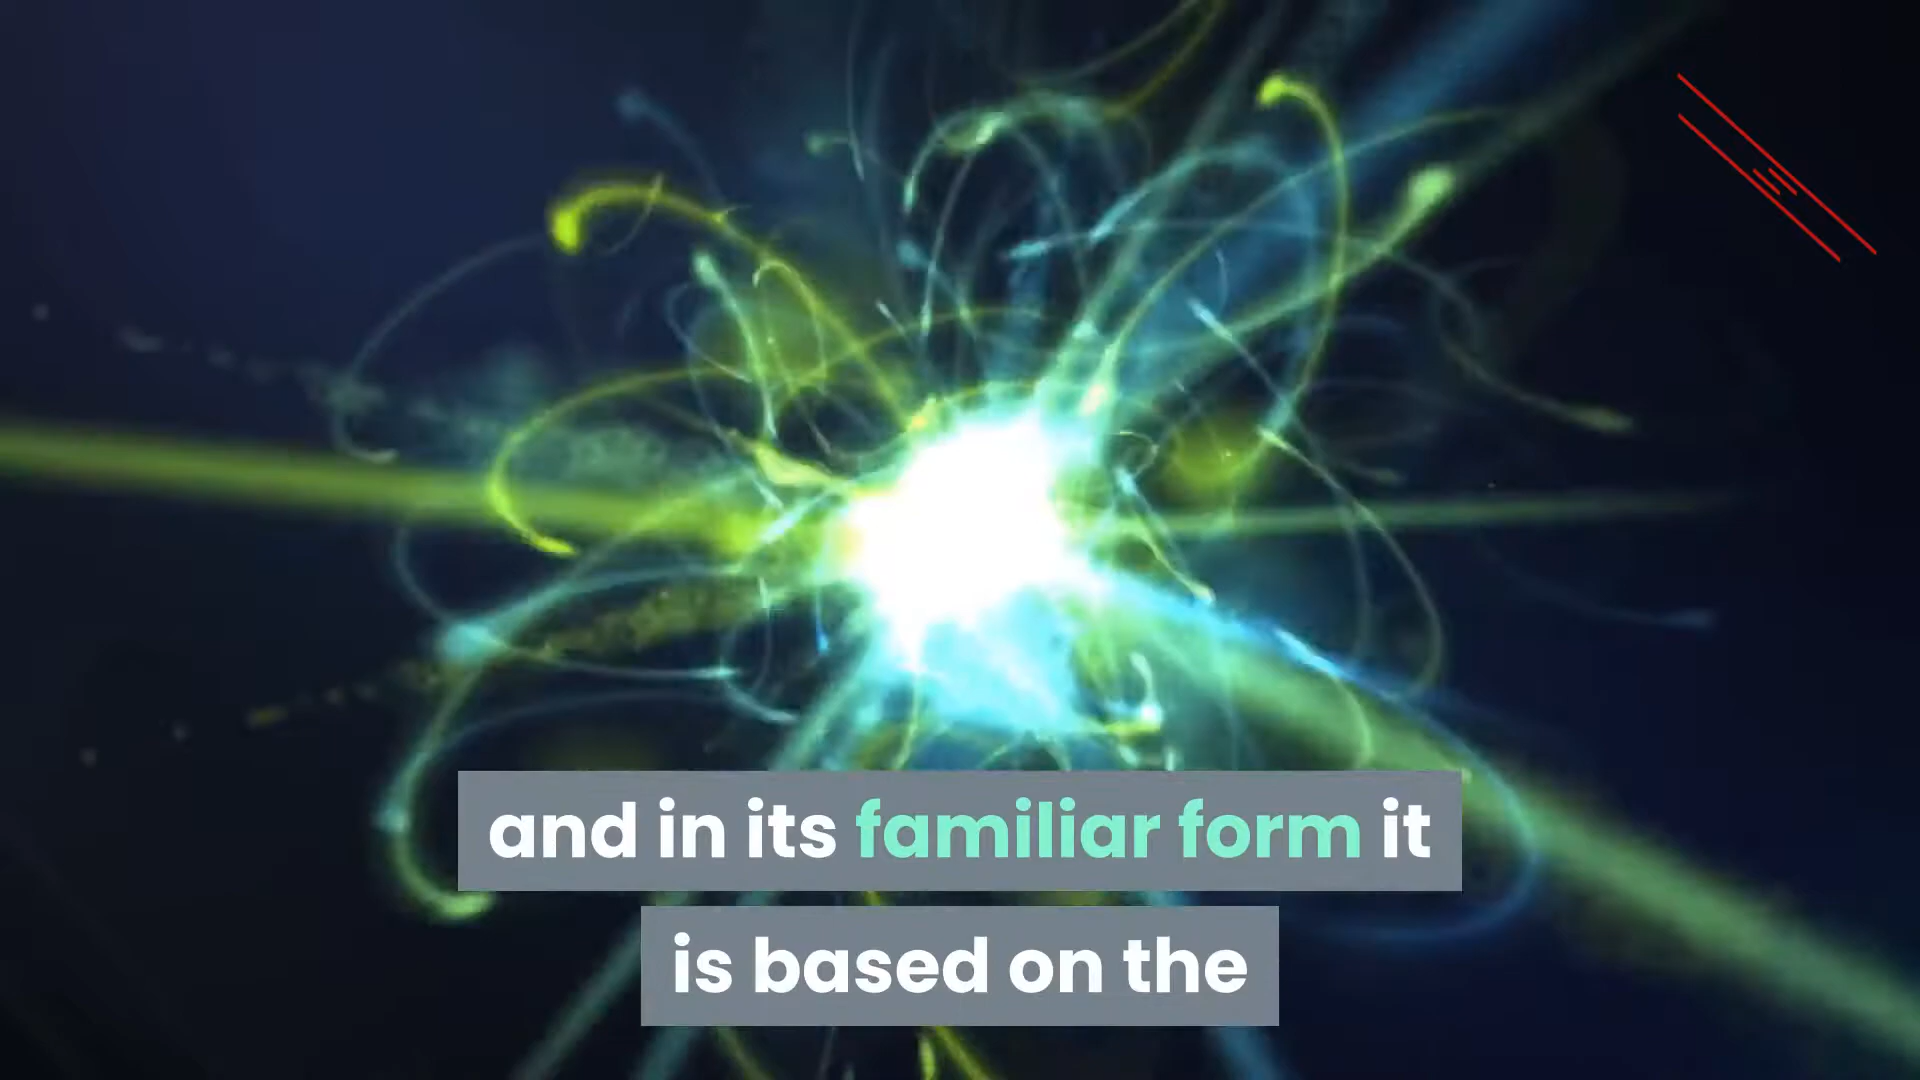 and in its familiar form it
is based on the